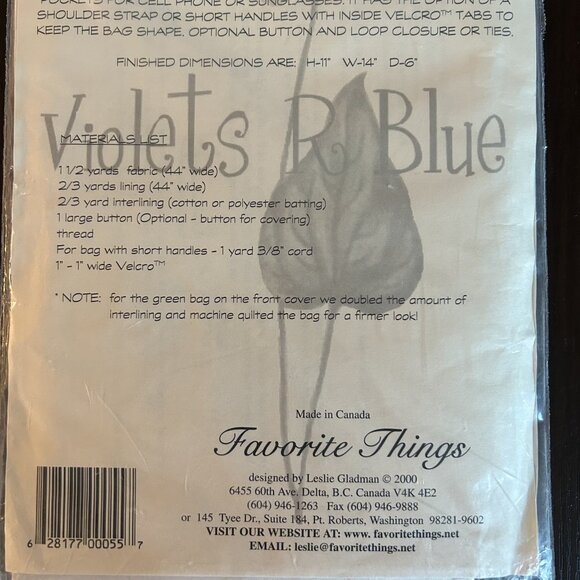 POCKETS FOR CELL PHONE OR SUNGLASSES. IT HAS THE OPTION OF A
SHOULDER STRAP OR SHORT HANDLES WITH INSIDE VELCRO™ TABS TO
KEEP THE BAG SHAPE. OPTIONAL BUTTON AND LOOP CLOSURE OR TIES.
FINISHED DIMENSIONS ARE: H-11" W-14" D-6"
Violets R Blue
MATERIALS LIST
1 1/2 yards fabric (44" wide)
2/3 yards lining (44" wide)
2/3 yard interlining (cotton or polyester batting)
1 large button (Optional - button for covering)
thread
For bag with short handles - 1 yard 3/8" cord
1" - 1" wide Velcro™
* NOTE: for the green bag on the front cover we doubled the amount of
interlining and machine quilted the bag for a firmer look!
Made in Canada
Favorite Things
designed by Leslie Gladman © 2000
6455 60th Ave. Delta, B.C. Canada V4K 4E2
(604) 946-1263 Fax (604) 946-9888
or 145 Tyee Dr., Suite 184, Pt. Roberts, Washington 98281-9602
VISIT OUR WEBSITE AT: www. favoritethings.net
EMAIL: leslie@favoritethings.net
6 28177 00055 7